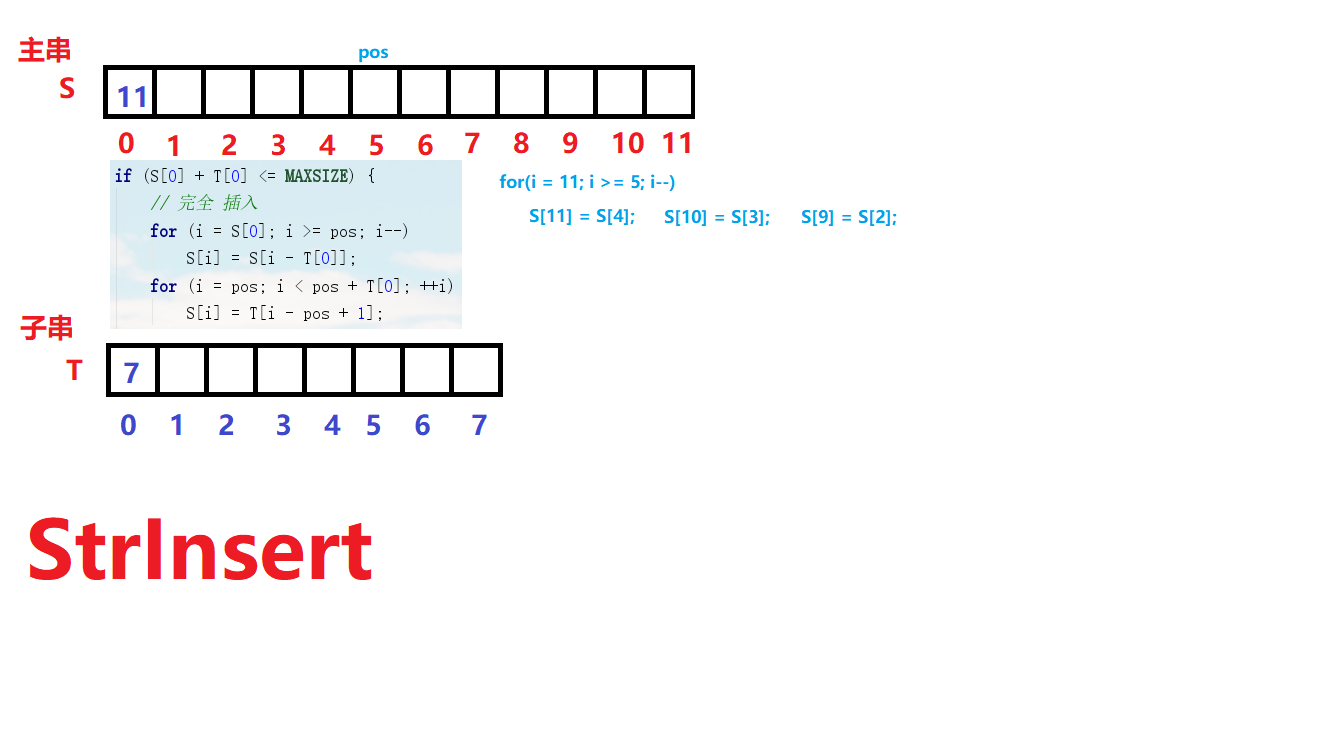 主串
pos
S
11
0 1 2 3 4 5 6 7 8 9 10 11
if (S[0] + T[0] <= MAXSIZE) {
// 完全 插入
for (i = S[0]; i >= pos; i--)
S[i] = S[i - T[0]];
for (i = pos; i < pos + T[0]; ++i)
S[i] = T[i - pos + 1];
for(i = 11; i >= 5; i--)
S[11] = S[4]; S[10] = S[3]; S[9] = S[2];
子串
T
7
0 1 2 3 4 5 6 7
StrInsert